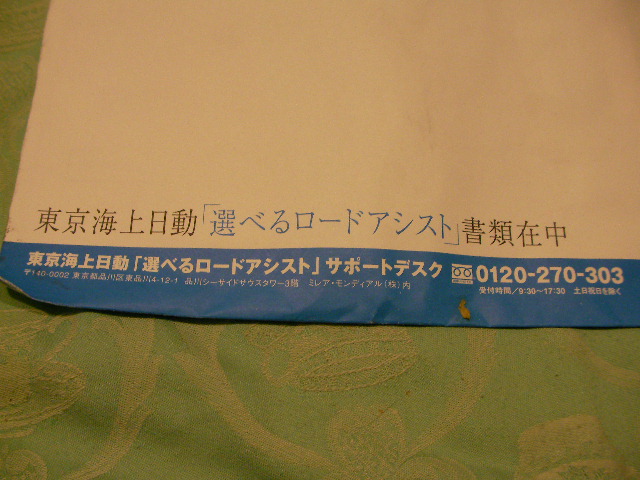 東京海上日動「選べるロードアシスト」書類在中
東京海上日動「選べるロードアシスト」サポートデスク 0120-270-303
〒140-0002 東京都品川区東品川4-12-1 品川シーサイドサウスタワー3階 ミレア・モンディアル(株)内 受付時間/9:30~17:30 土日祝日を除く